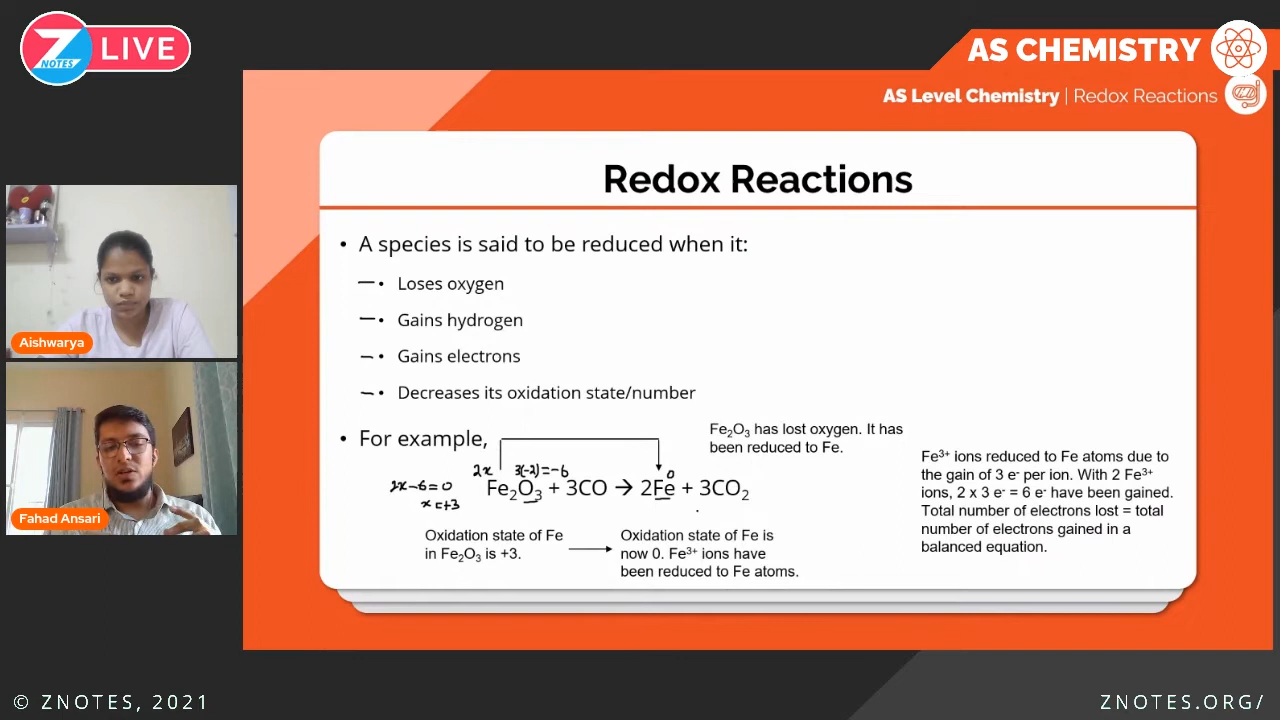 Z NOTES LIVE
AS CHEMISTRY
AS Level Chemistry | Redox Reactions
Redox Reactions
• A species is said to be reduced when it:
– • Loses oxygen
– • Gains hydrogen
– • Gains electrons
– • Decreases its oxidation state/number
• For example,
Fe₂O₃ has lost oxygen. It has
been reduced to Fe.
2x 3(-2)=-6 0
2x-6=0
x=+3
Fe₂O₃ + 3CO → 2Fe + 3CO₂
Oxidation state of Fe
in Fe₂O₃ is +3.
Oxidation state of Fe is
now 0. Fe³⁺ ions have
been reduced to Fe atoms.
Fe³⁺ ions reduced to Fe atoms due to
the gain of 3 e⁻ per ion. With 2 Fe³⁺
ions, 2 x 3 e⁻ = 6 e⁻ have been gained.
Total number of electrons lost = total
number of electrons gained in a
balanced equation.
Aishwarya
Fahad Ansari
© ZNOTES, 2021
ZNOTES.ORG/